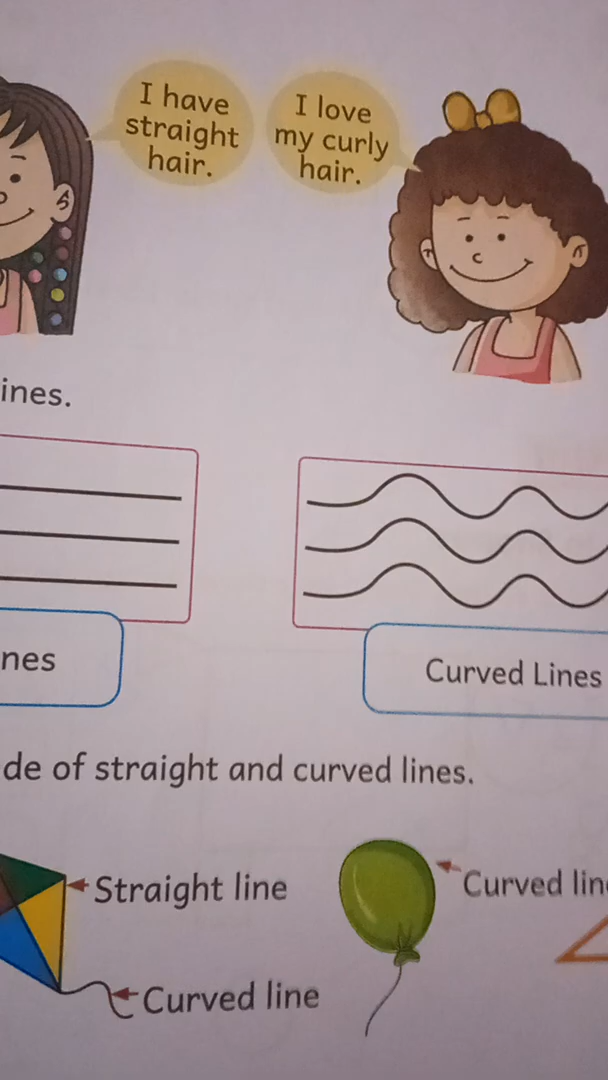 I have
straight
hair.
I love
my curly
hair.
ines.
nes
Curved Lines
de of straight and curved lines.
Straight line
Curved lin
Curved line